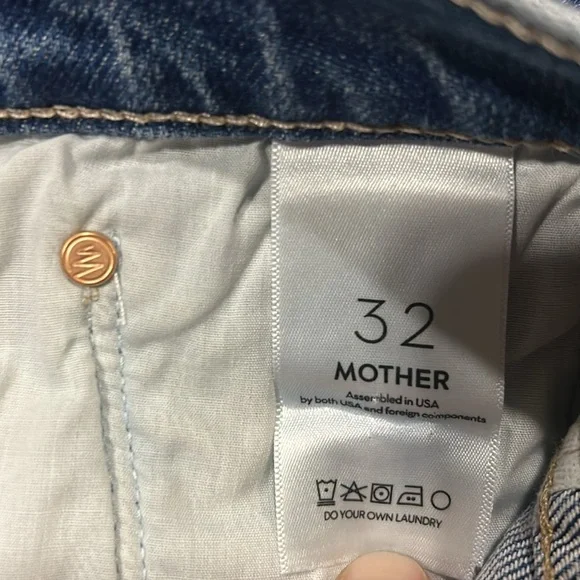 32
MOTHER
Assembled in USA
by both USA and foreign components
DO YOUR OWN LAUNDRY